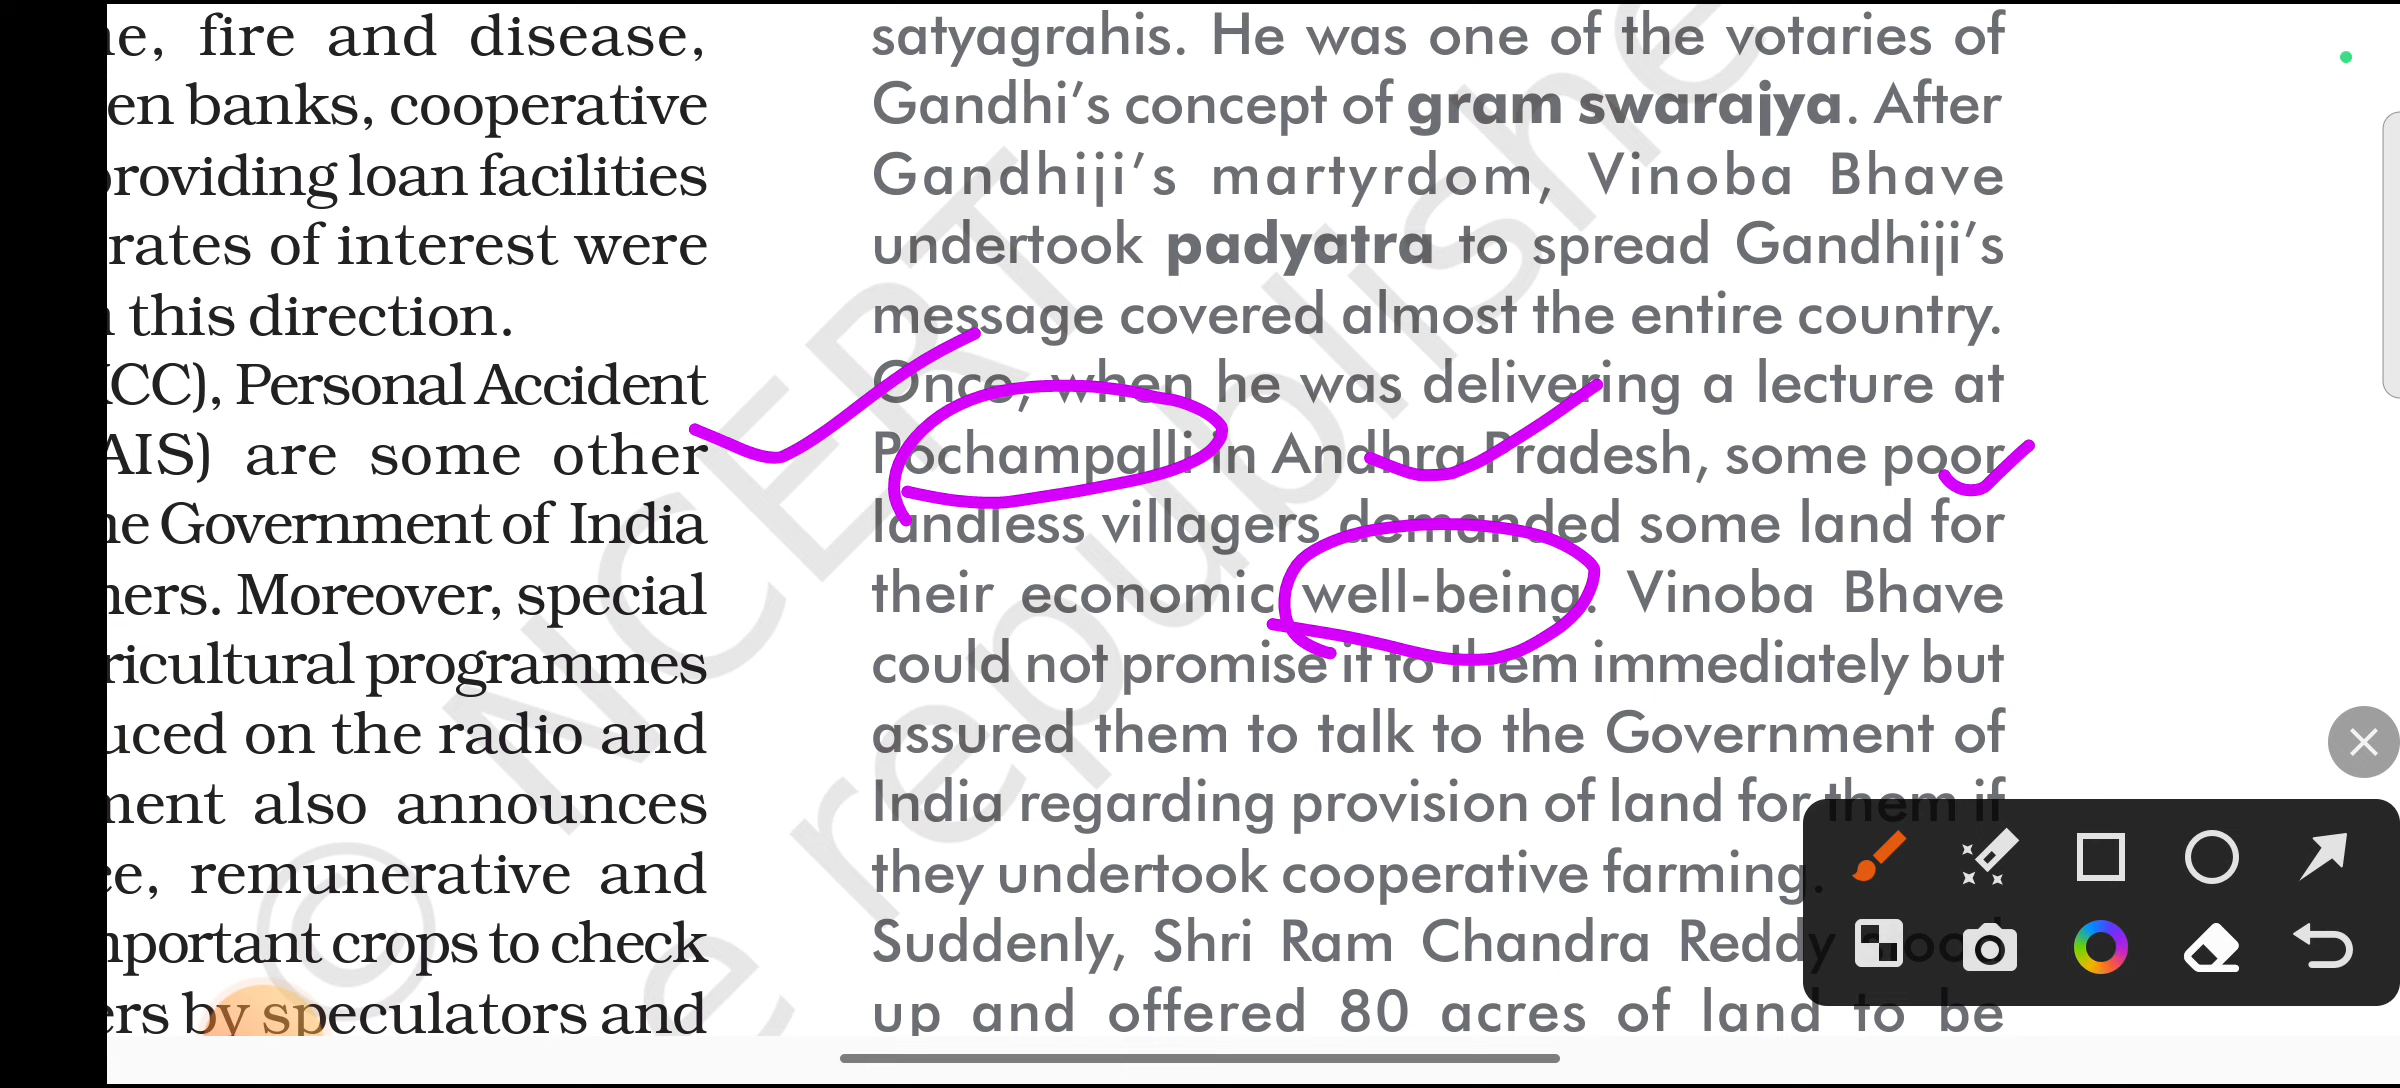 e, fire and disease,
en banks, cooperative
providing loan facilities
rates of interest were
this direction.
CC), Personal Accident
AIS) are some other
e Government of India
ers. Moreover, special
ricultural programmes
uced on the radio and
ment also announces
e, remunerative and
mportant crops to check
ers by speculators and
satyagrahis. He was one of the votaries of
Gandhi's concept of gram swarajya. After
Gandhiji's martyrdom, Vinoba Bhave
undertook padyatra to spread Gandhiji's
message covered almost the entire country.
Once, when he was delivering a lecture at
Pochampalli in Andhra Pradesh, some poor
landless villagers demanded some land for
their economic well-being. Vinoba Bhave
could not promise it to them immediately but
assured them to talk to the Government of
India regarding provision of land for them if
they undertook cooperative farming.
Suddenly, Shri Ram Chandra Reddy stood
up and offered 80 acres of land to be
© NCERT
e republishe